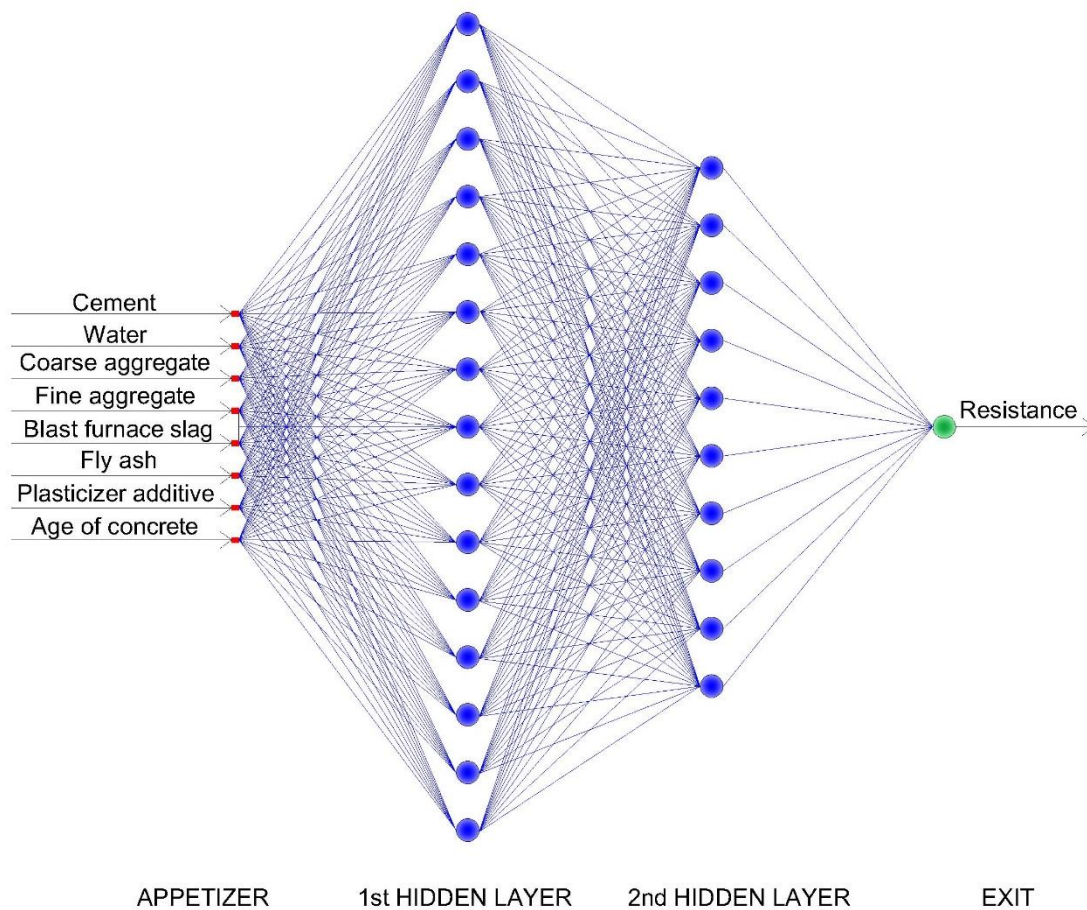 Cement
Water
Coarse aggregate
Fine aggregate
Blast furnace slag
Fly ash
Plasticizer additive
Age of concrete
Resistance
APPETIZER 1st HIDDEN LAYER 2nd HIDDEN LAYER EXIT